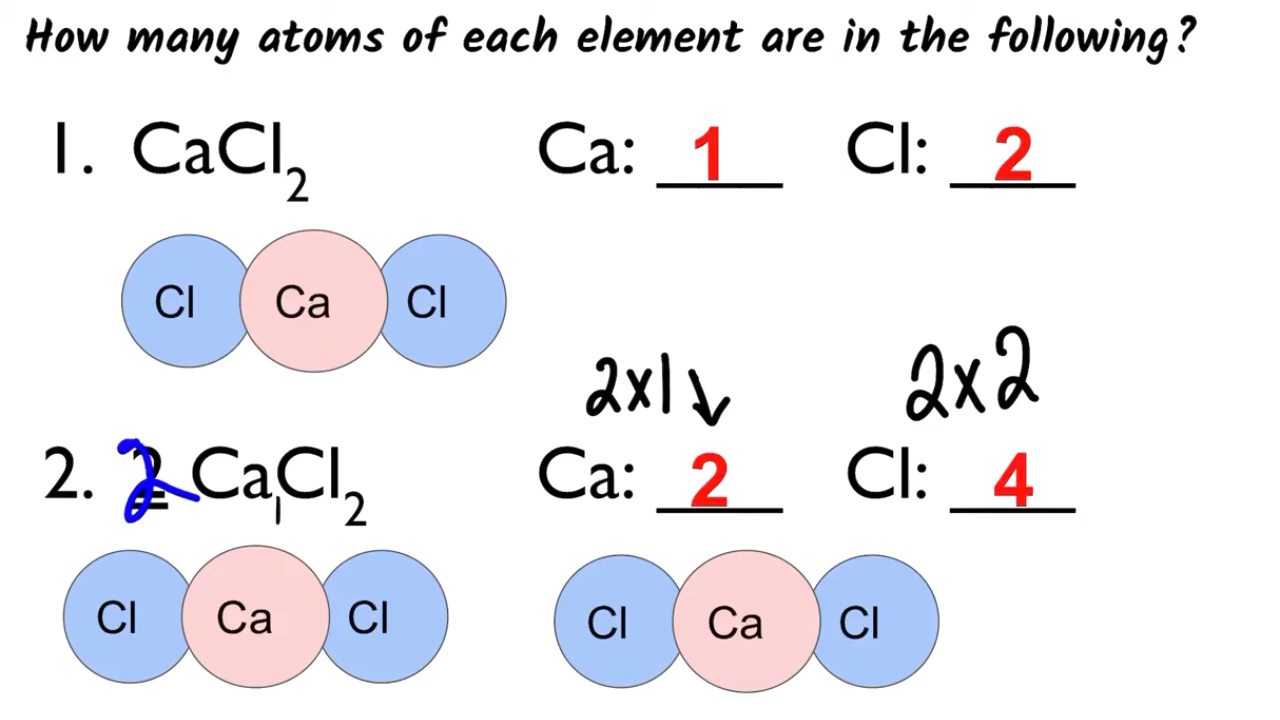 How many atoms of each element are in the following?
1. CaCl₂ Ca: 1 Cl: 2
Cl Ca Cl
2x1↓ 2x2
2. 2 Ca₁Cl₂ Ca: 2 Cl: 4
Cl Ca Cl Cl Ca Cl